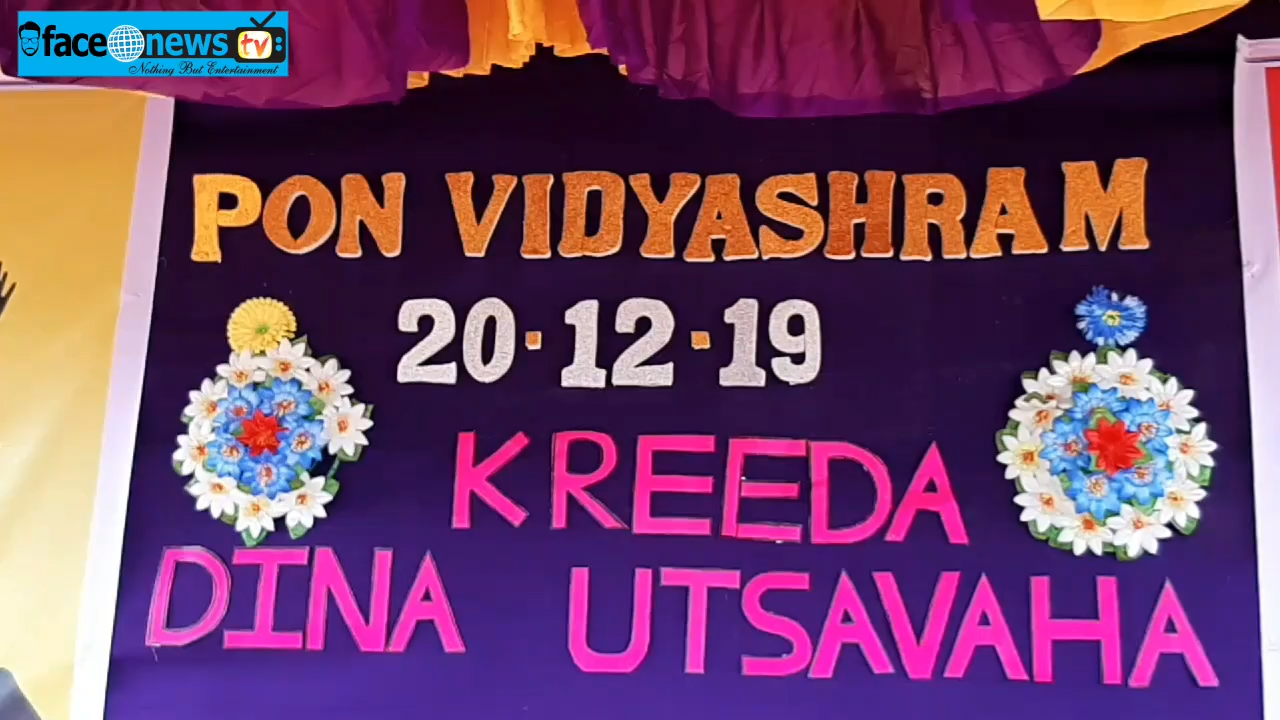 face news tv:
Nothing But Entertainment
PON VIDYASHRAM
20·12·19
KREEDA
DINA UTSAVAHA